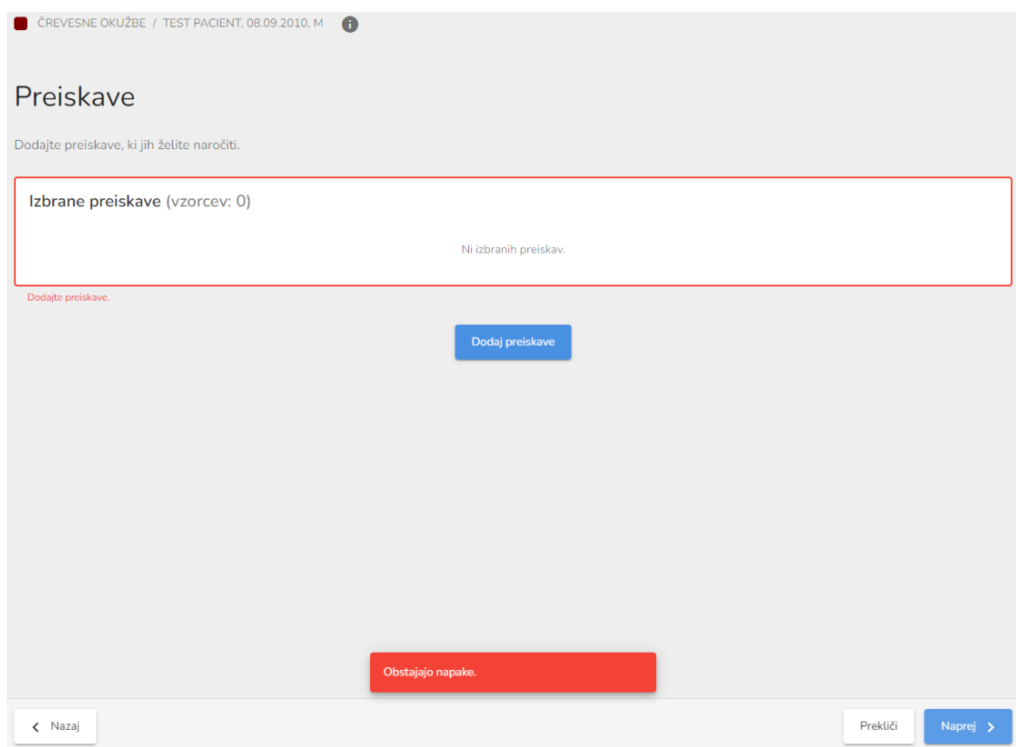 ČREVESNE OKUŽBE / TEST PACIENT, 08.09.2010, M
Preiskave
Dodajte preiskave, ki jih želite naročiti.
Izbrane preiskave (vzorcev: 0)
Ni izbranih preiskav.
Dodajte preiskave.
Dodaj preiskave
Obstajajo napake.
Nazaj
Prekliči
Naprej